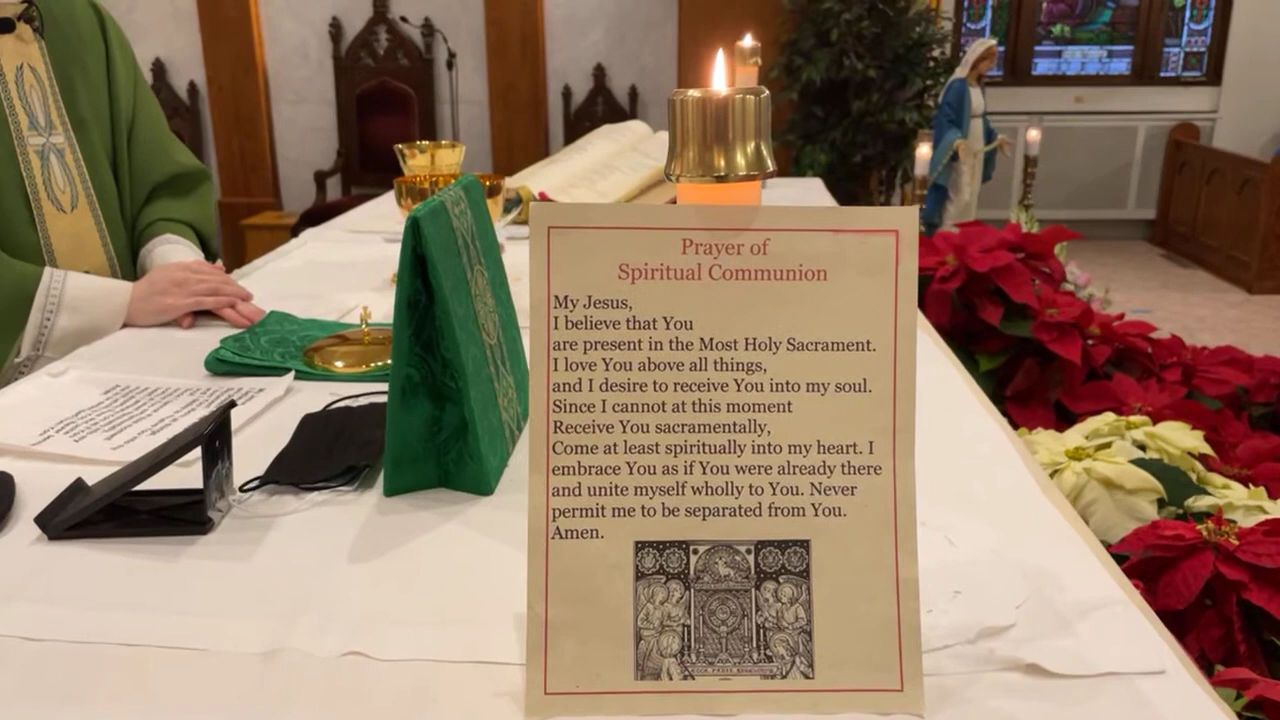 Prayer of
Spiritual Communion
My Jesus,
I believe that You
are present in the Most Holy Sacrament.
I love You above all things,
and I desire to receive You into my soul.
Since I cannot at this moment
Receive You sacramentally,
Come at least spiritually into my heart. I
embrace You as if You were already there
and unite myself wholly to You. Never
permit me to be separated from You.
Amen.